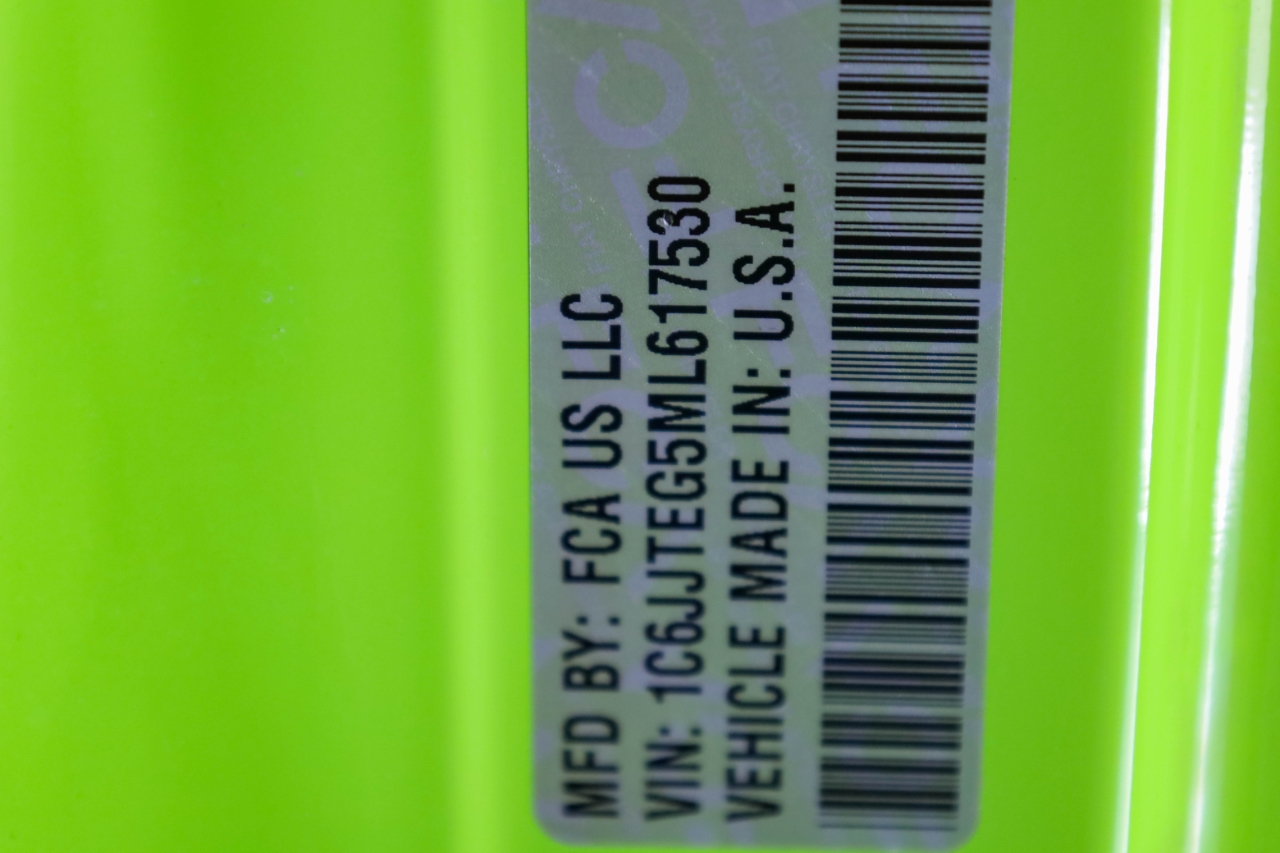 MFD BY: FCA US LLC
VIN: 1C6JJTEG5ML617530
VEHICLE MADE IN: U.S.A.